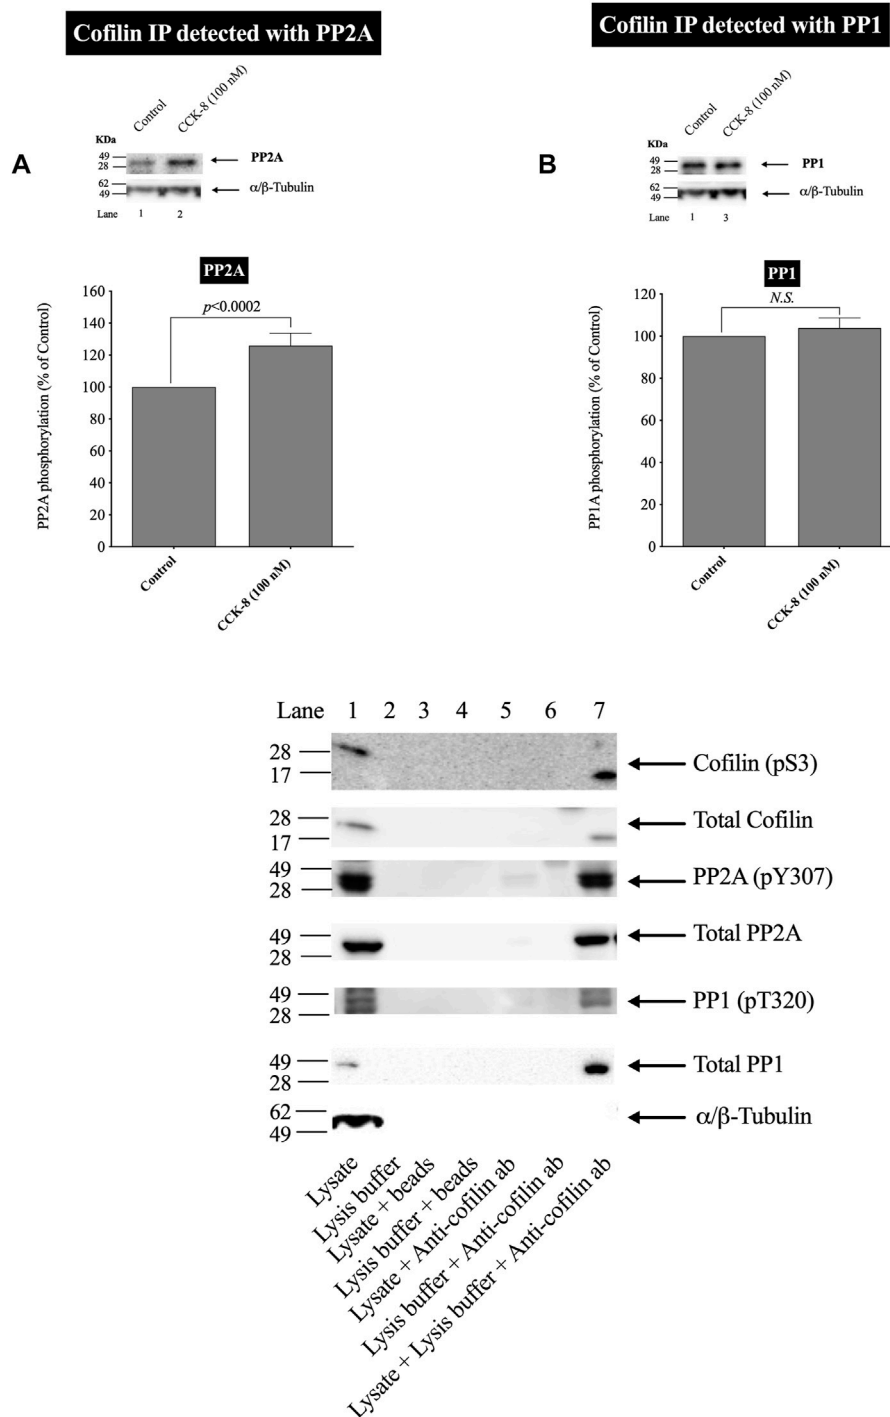 Cofilin IP detected with PP2A
Control
CCK-8 (100 nM)
KDa
A
49
28
PP2A
62
49
α/β-Tubulin
Lane 1 2
PP2A
PP2A phosphorylation (% of Control)
160
140
120
100
80
60
40
20
0
p<0.0002
Control
CCK-8 (100 nM)
Cofilin IP detected with PP1
Control
CCK-8 (100 nM)
KDa
B
49
28
PP1
62
49
α/β-Tubulin
Lane 1 3
PP1
PP1A phosphorylation (% of Control)
120
100
80
60
40
20
0
N.S.
Control
CCK-8 (100 nM)
Lane 1 2 3 4 5 6 7
28
17
Cofilin (pS3)
28
17
Total Cofilin
49
28
PP2A (pY307)
49
28
Total PP2A
49
28
PP1 (pT320)
49
28
Total PP1
62
49
α/β-Tubulin
Lysate
Lysis buffer
Lysate + beads
Lysis buffer + beads
Lysate + Anti-cofilin ab
Lysis buffer + Anti-cofilin ab
Lysate + Lysis buffer + Anti-cofilin ab